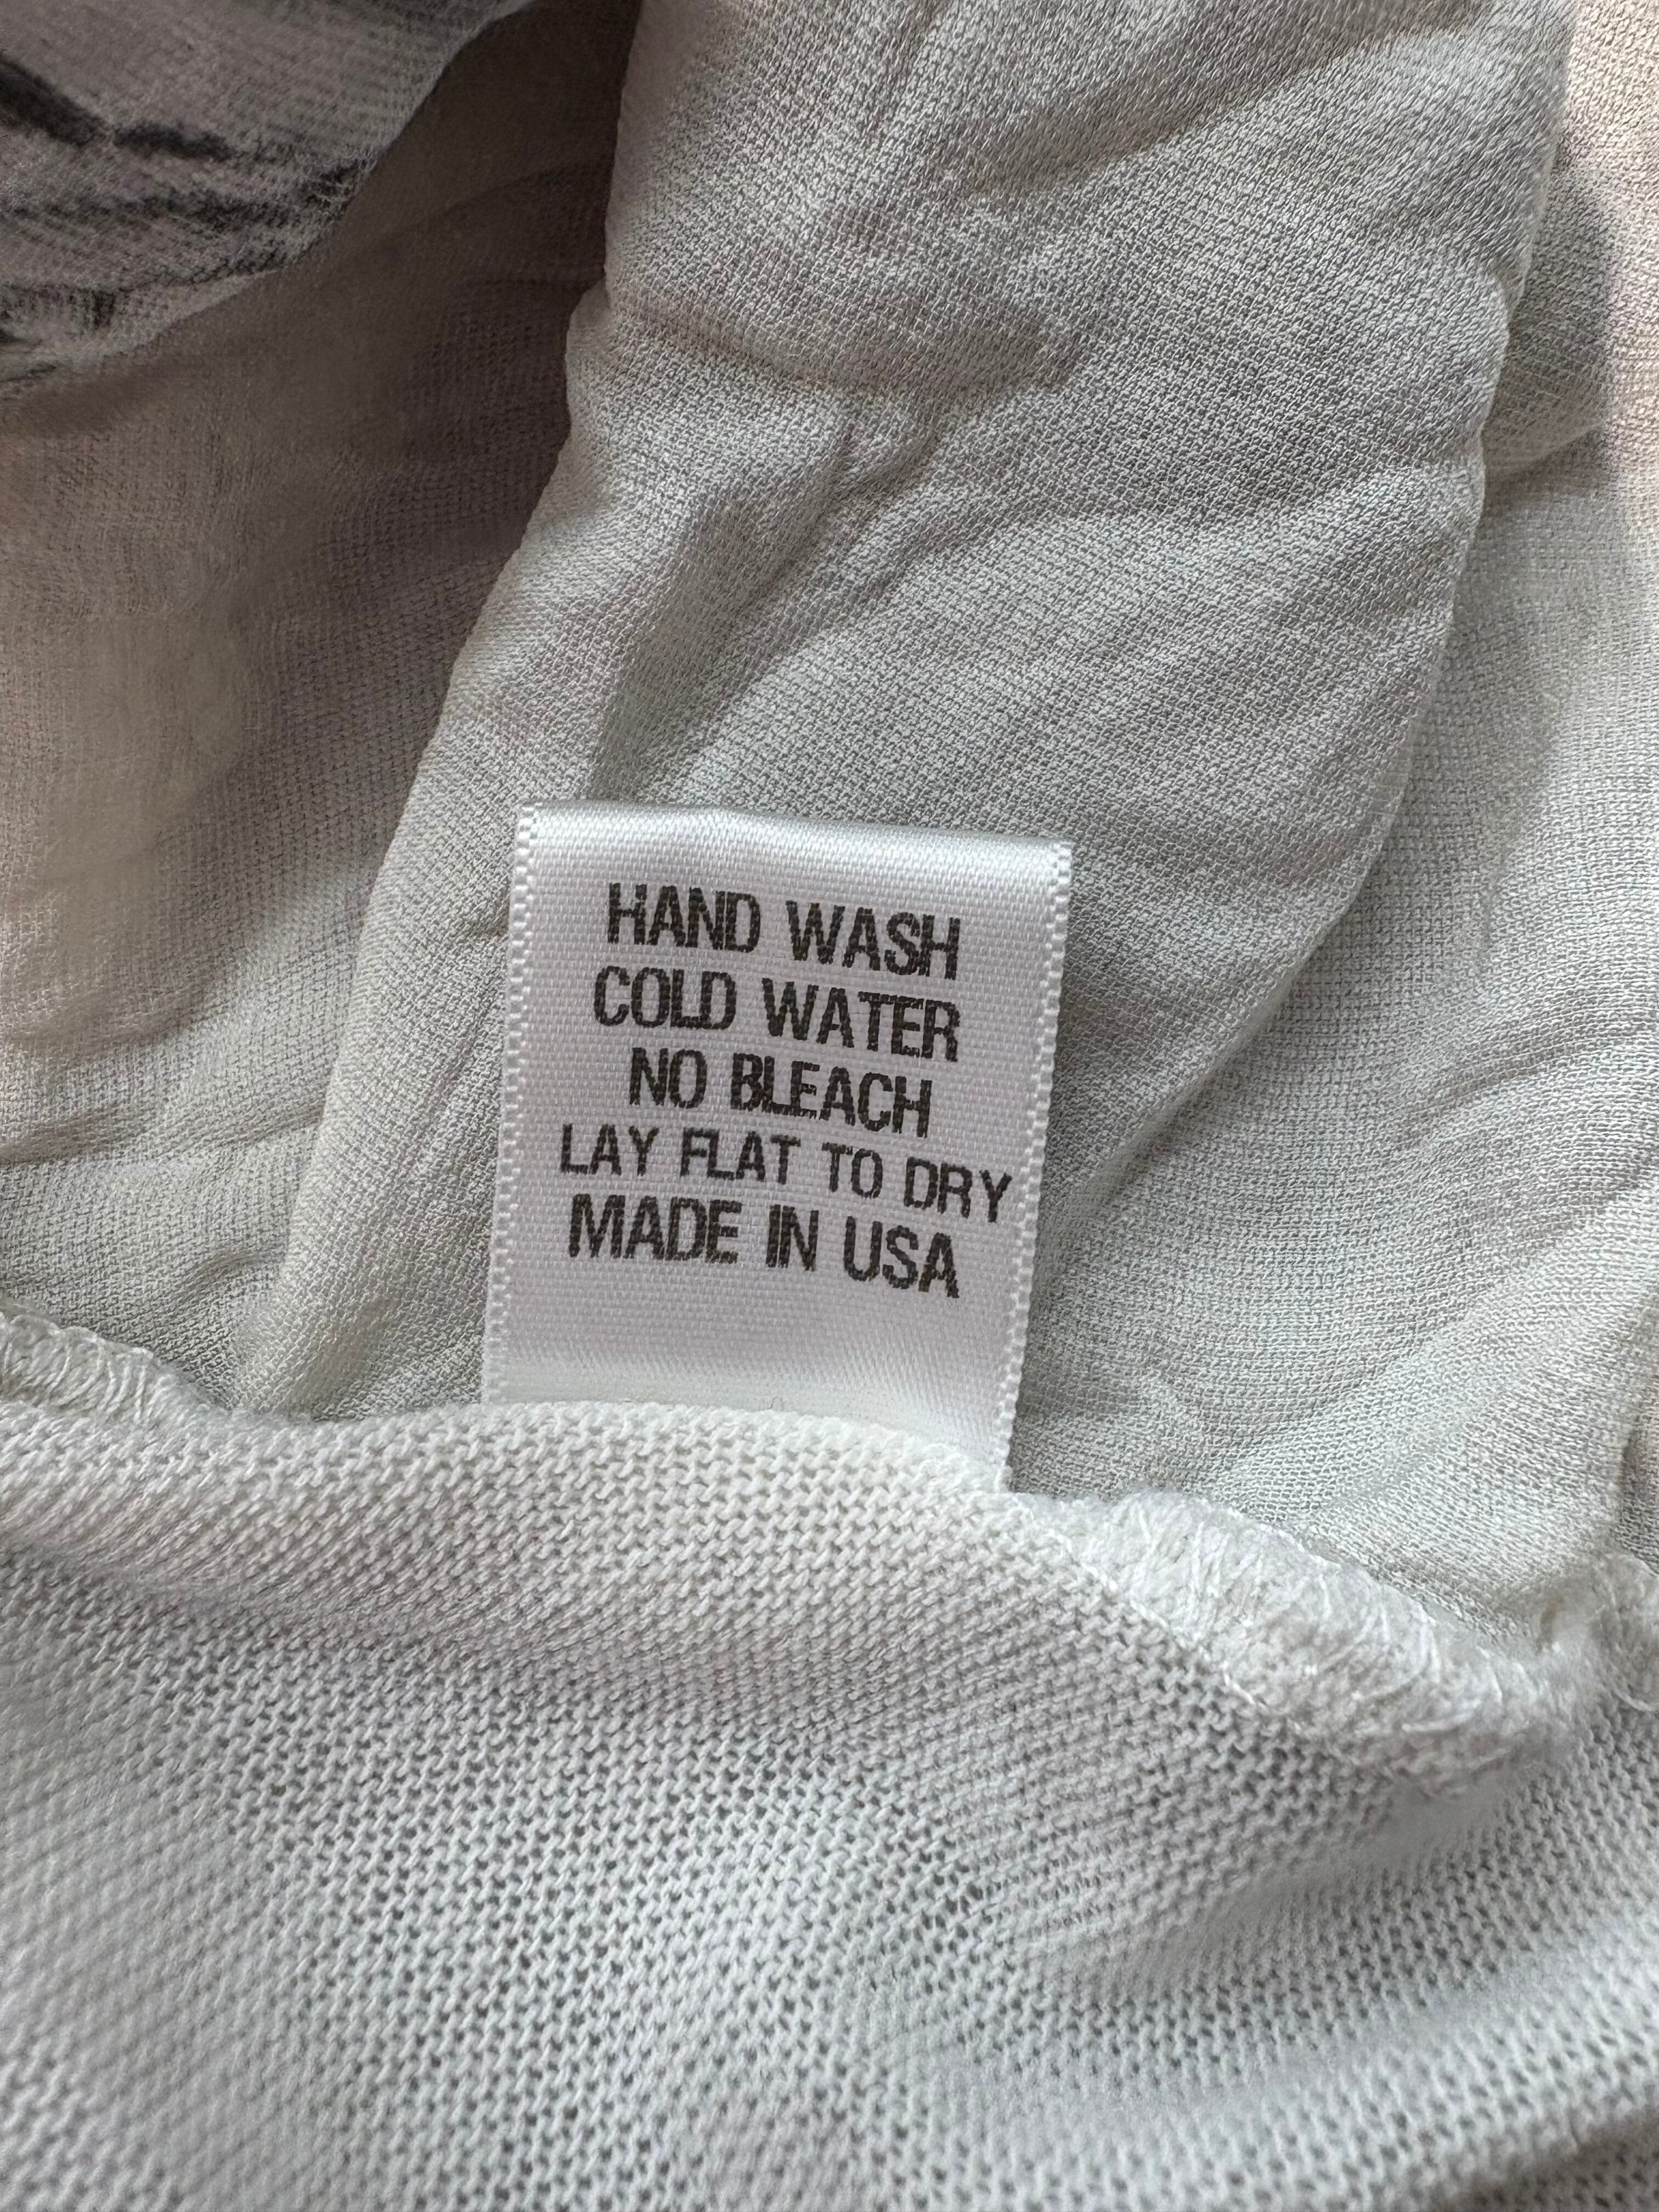 HAND WASH
COLD WATER
NO BLEACH
LAY FLAT TO DRY
MADE IN USA